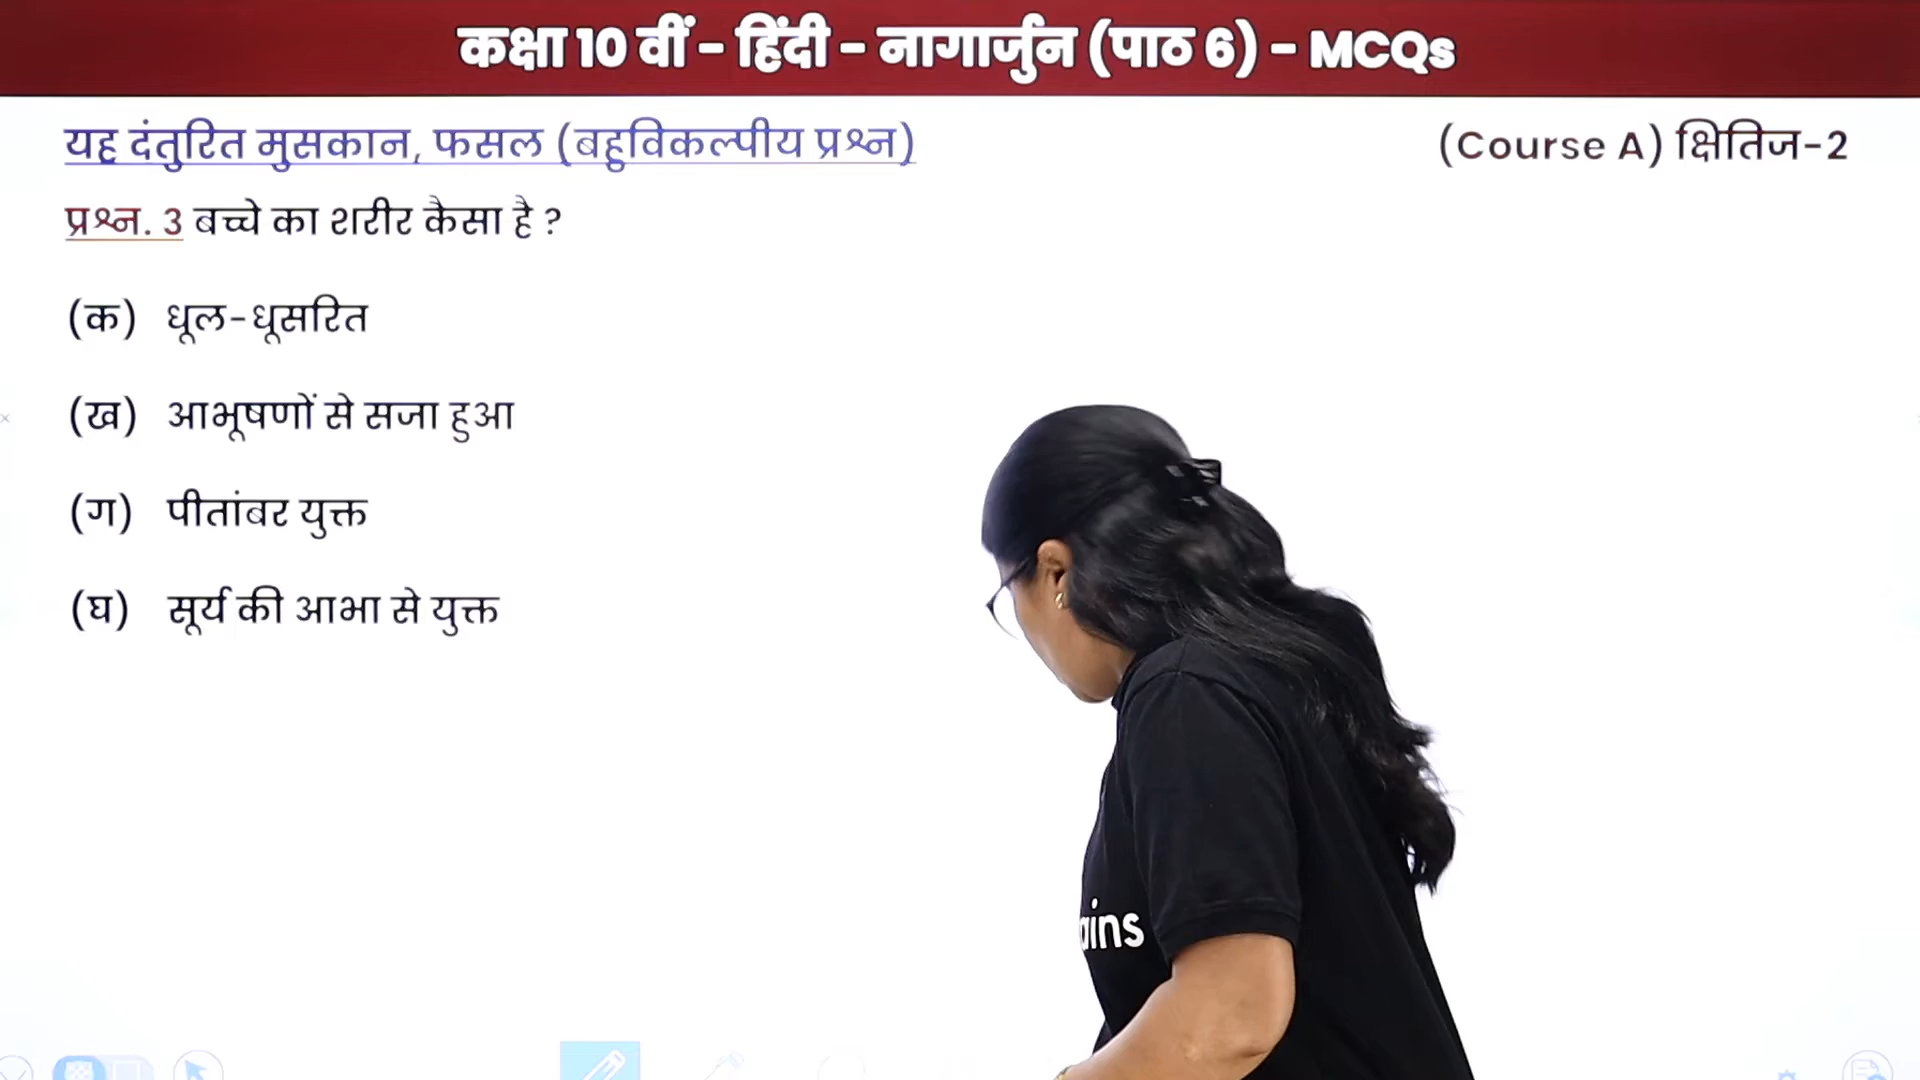 कक्षा 10 वीं - हिंदी - नागार्जुन (पाठ 6) - MCQs
यह दंतुरित मुसकान, फसल (बहुविकल्पीय प्रश्न)
(Course A) क्षितिज-2
प्रश्न. 3 बच्चे का शरीर कैसा है ?
(क) धूल-धूसरित
(ख) आभूषणों से सजा हुआ
(ग) पीतांबर युक्त
(घ) सूर्य की आभा से युक्त
ains